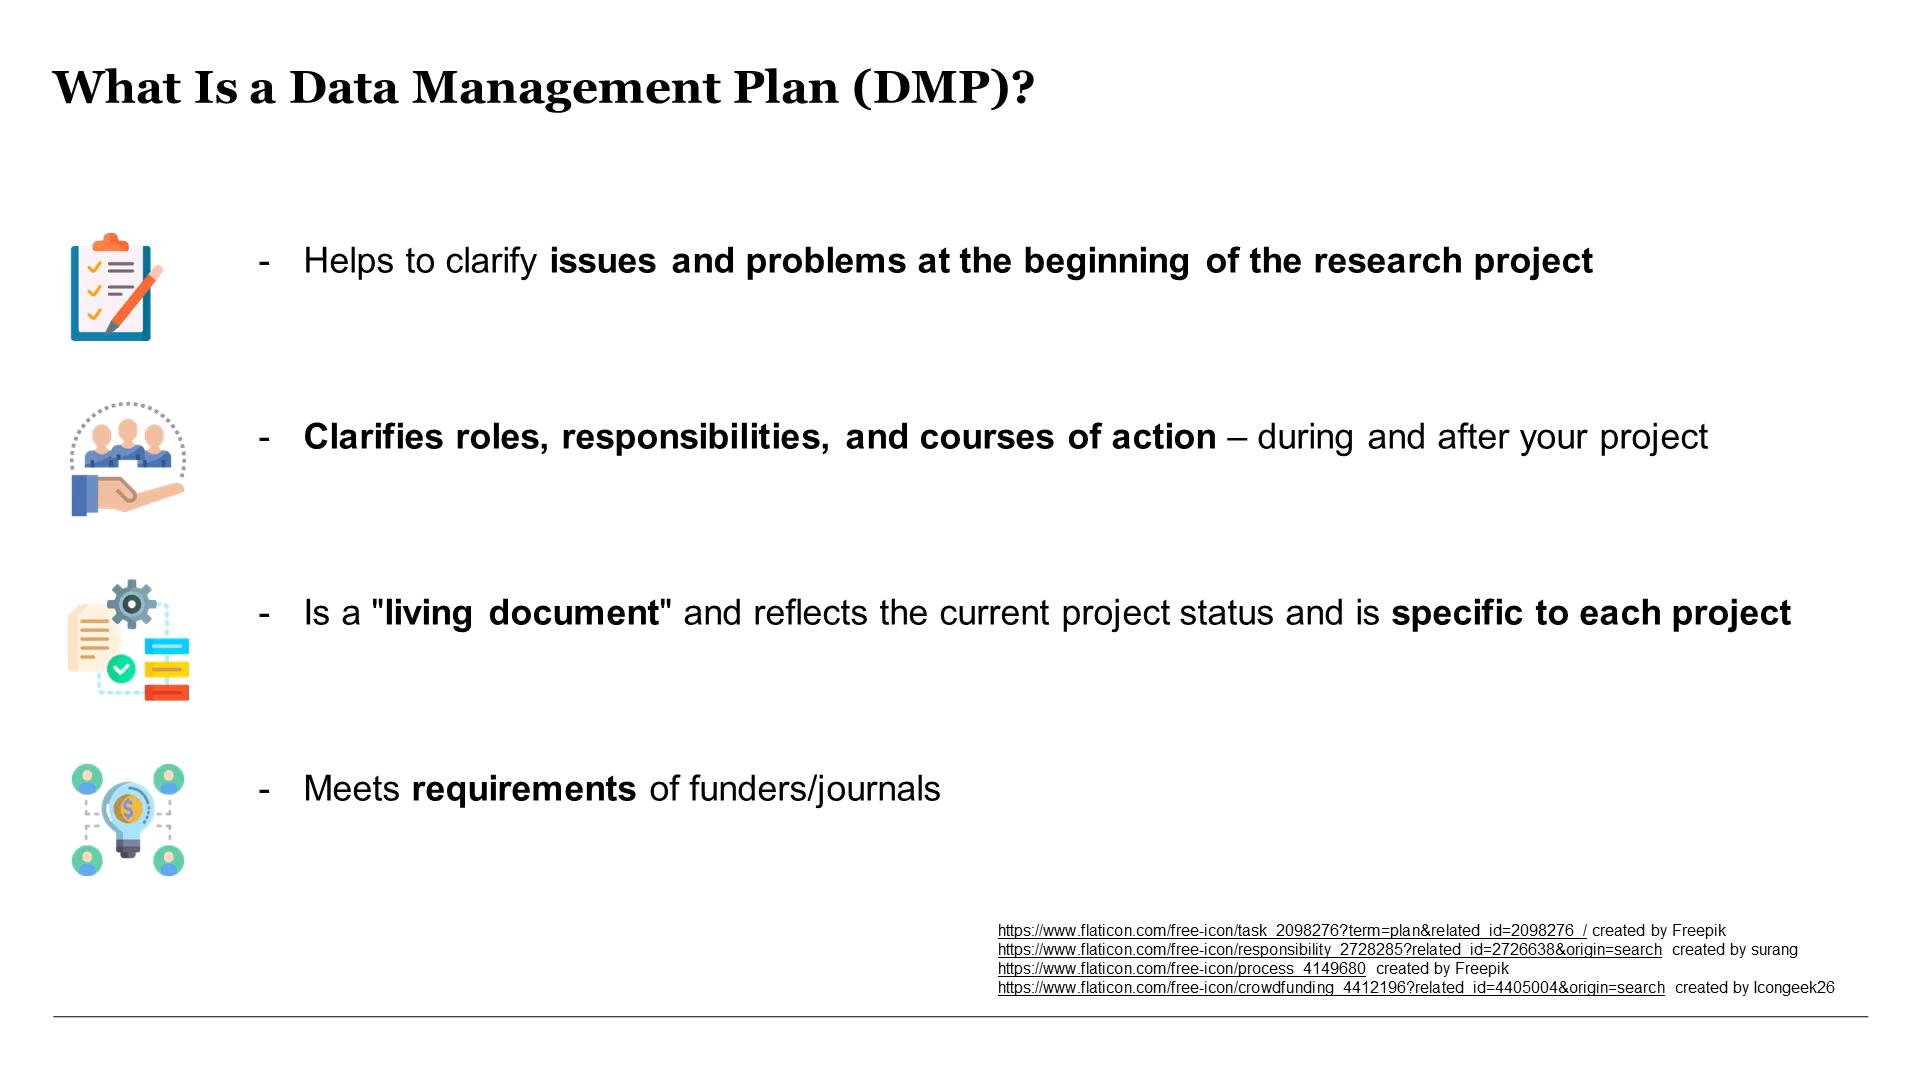 What Is a Data Management Plan (DMP)?
- Helps to clarify issues and problems at the beginning of the research project
- Clarifies roles, responsibilities, and courses of action – during and after your project
- Is a "living document" and reflects the current project status and is specific to each project
- Meets requirements of funders/journals
https://www.flaticon.com/free-icon/task_2098276?term=plan&related_id=2098276_/ created by Freepik
https://www.flaticon.com/free-icon/responsibility_2728285?related_id=2726638&origin=search created by surang
https://www.flaticon.com/free-icon/process_4149680 created by Freepik
https://www.flaticon.com/free-icon/crowdfunding_4412196?related_id=4405004&origin=search created by Icongeek26